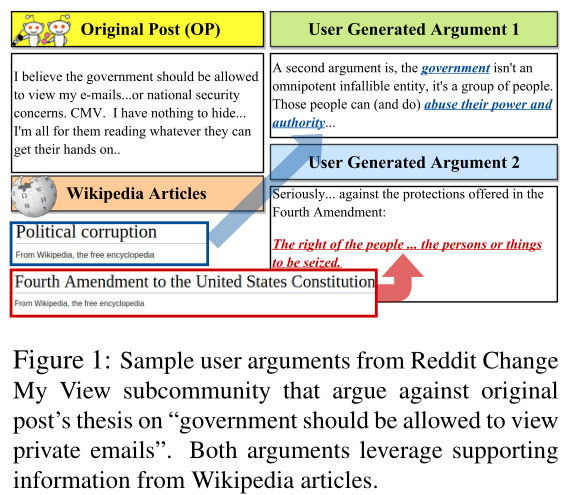 Original Post (OP)
I believe the government should be allowed
to view my e-mails...or national security
concerns. CMV.  I have nothing to hide...
I'm all for them reading whatever they can
get their hands on..
Wikipedia Articles
Political corruption
From Wikipedia, the free encyclopedia
Fourth Amendment to the United States Constitution
From Wikipedia, the free encyclopedia
User Generated Argument 1
A second argument is, the government isn't an
omnipotent infallible entity, it's a group of people.
Those people can (and do) abuse their power and
authority...
User Generated Argument 2
Seriously... against the protections offered in the
Fourth Amendment:
The right of the people ... the persons or things
to be seized.
Figure 1: Sample user arguments from Reddit Change
My View subcommunity that argue against original
post's thesis on “government should be allowed to view
private emails”. Both arguments leverage supporting
information from Wikipedia articles.